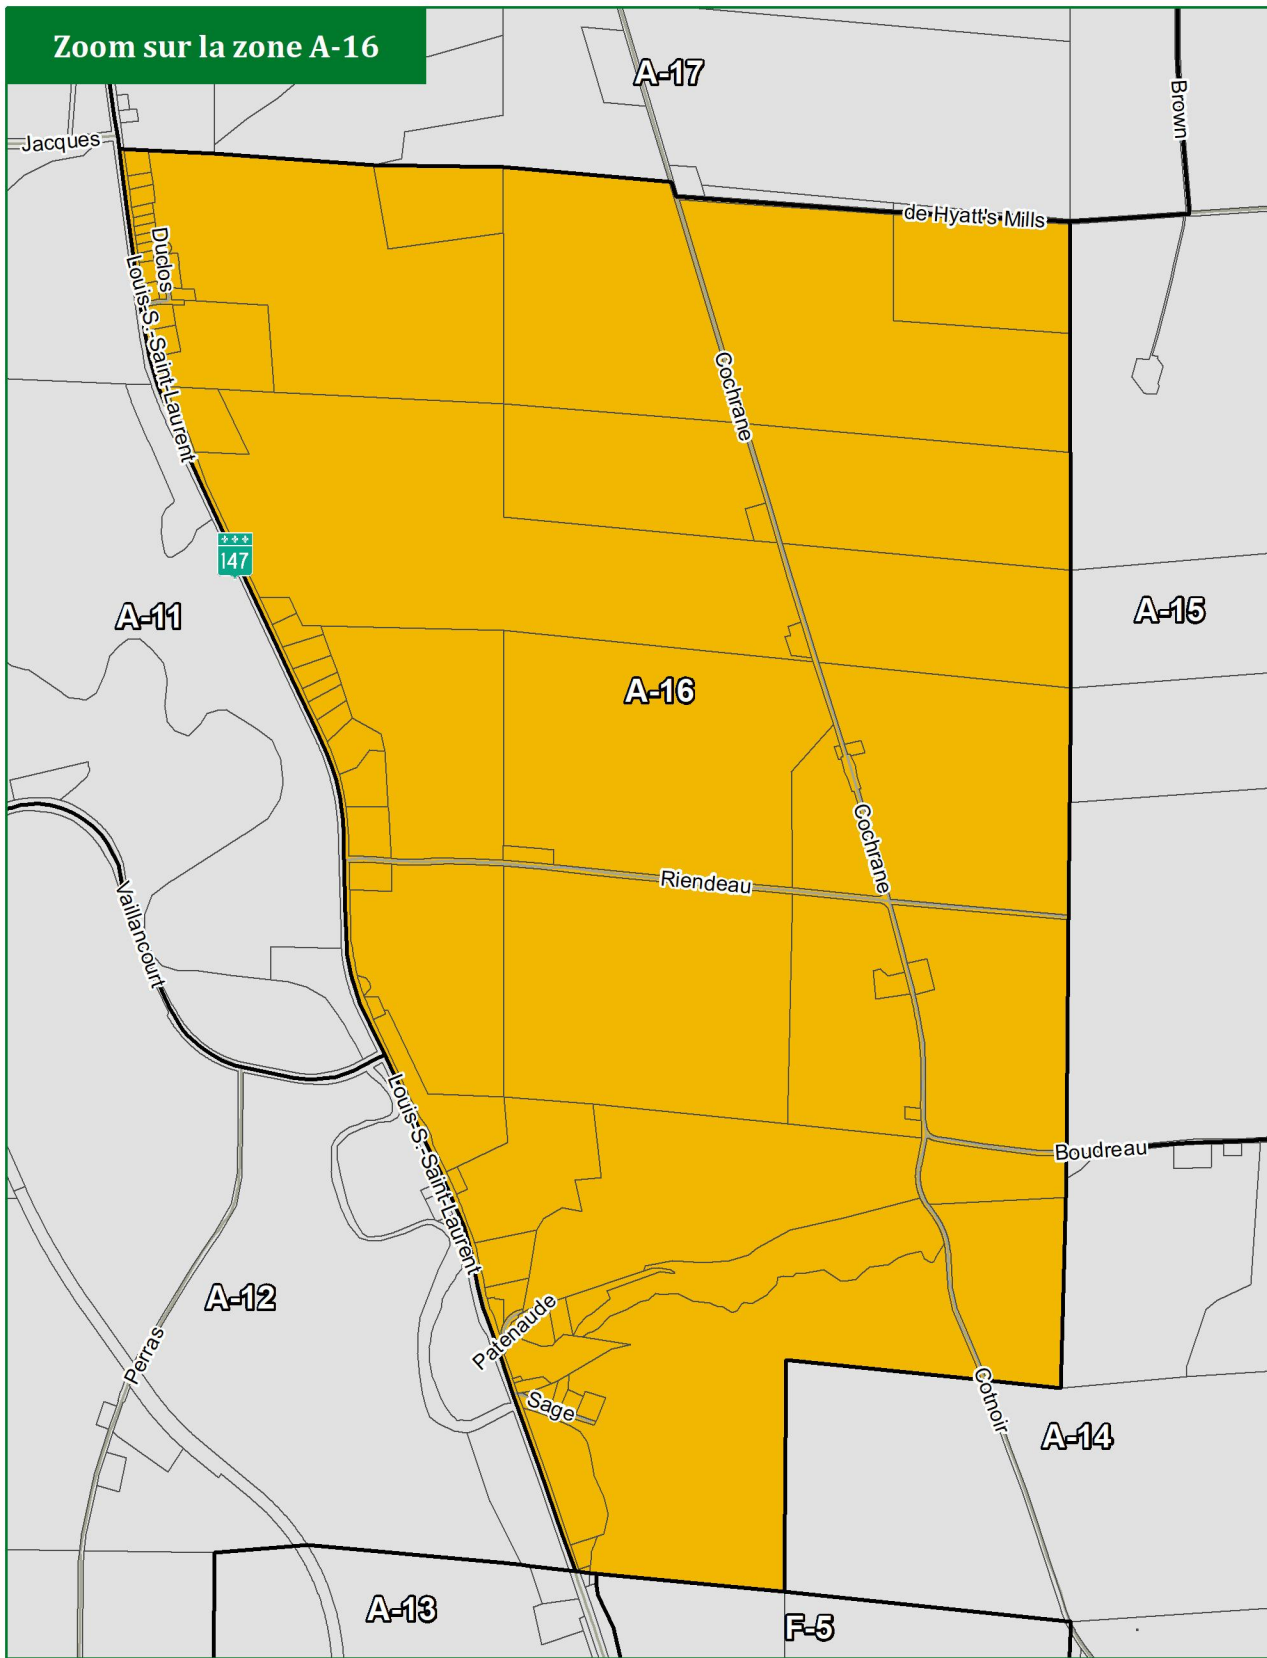 Zoom sur la zone A-16
A-17
Brown
Jacques
de Hyatt's Mills
Duclos
Louis-S.-Saint-Laurent
Cochrane
147
A-11
A-15
A-16
Cochrane
Riendeau
Vaillancourt
Louis-S.-Saint-Laurent
Boudreau
A-12
Patenaude
Perras
Sage
Cotnoir
A-14
A-13
F-5